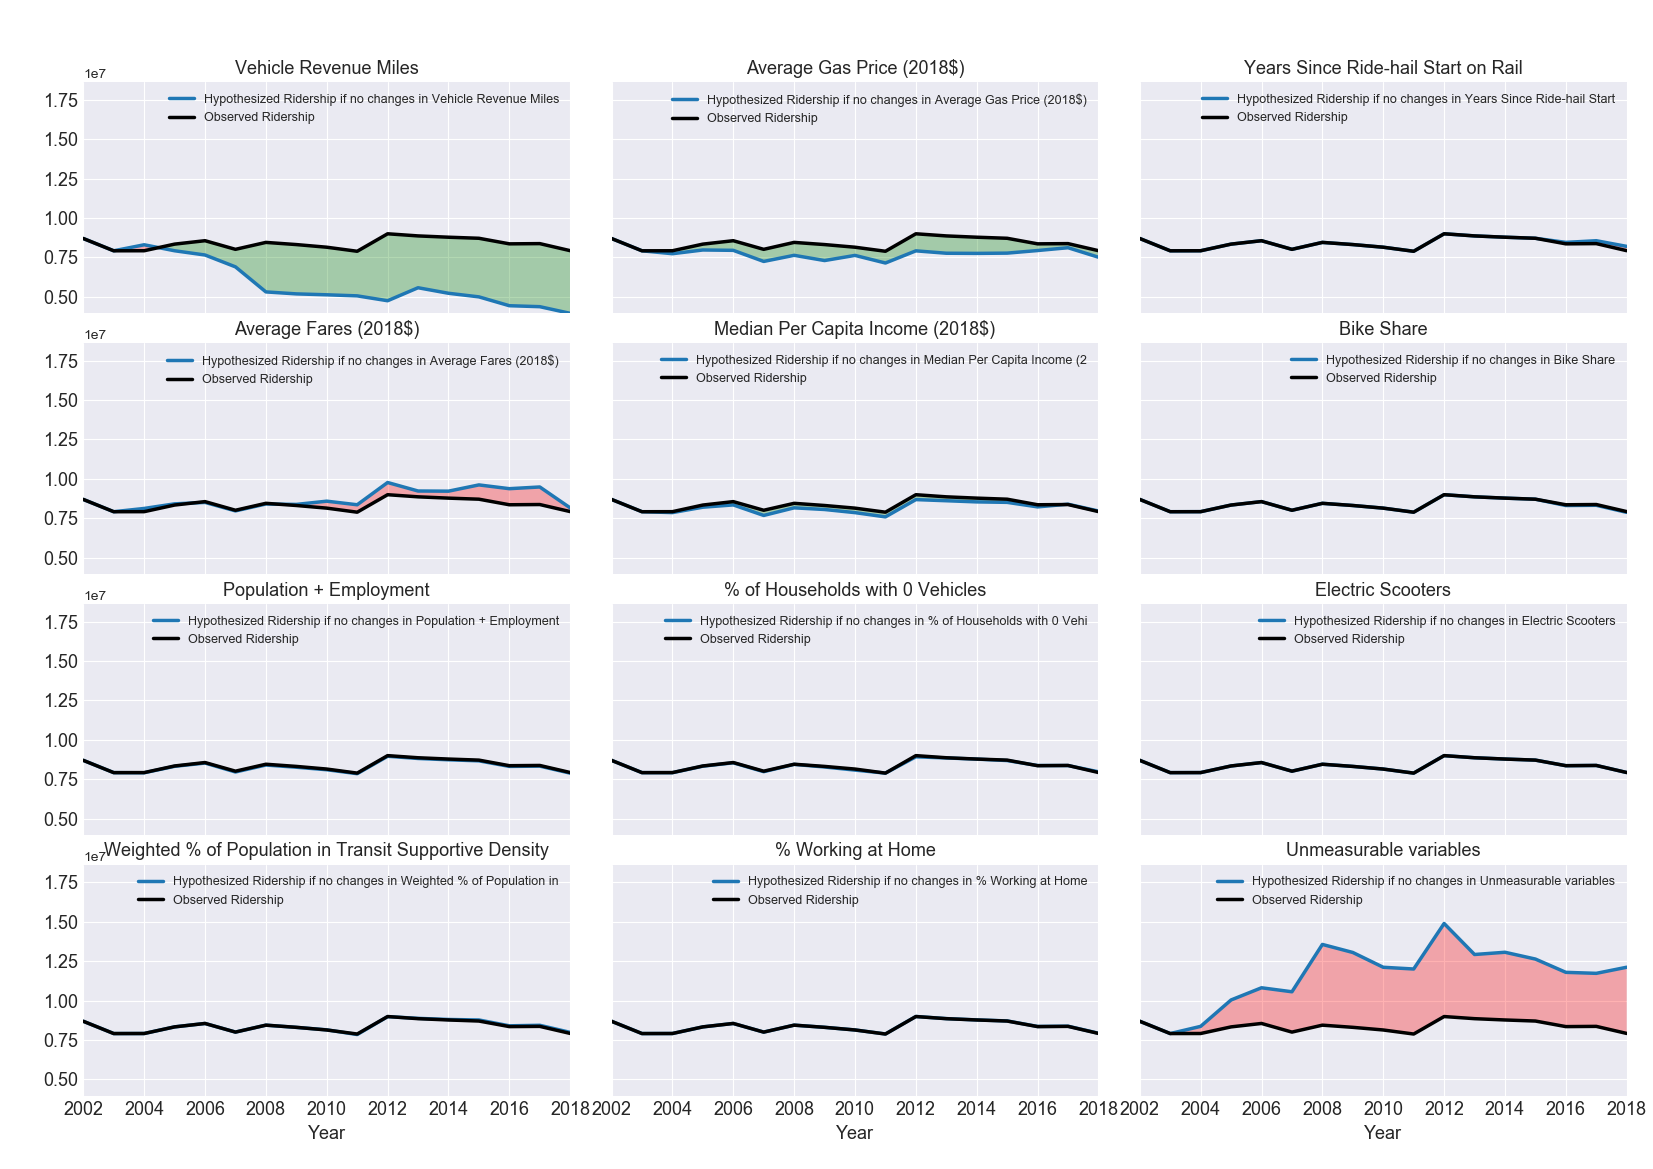 Vehicle Revenue Miles
1e7
Hypothesized Ridership if no changes in Vehicle Revenue Miles
Observed Ridership
1.75
1.50
1.25
1.00
0.75
0.50
Average Gas Price (2018$)
Hypothesized Ridership if no changes in Average Gas Price (2018$)
Observed Ridership
Years Since Ride-hail Start on Rail
Hypothesized Ridership if no changes in Years Since Ride-hail Start
Observed Ridership
Average Fares (2018$)
1e7
Hypothesized Ridership if no changes in Average Fares (2018$)
Observed Ridership
1.75
1.50
1.25
1.00
0.75
0.50
Median Per Capita Income (2018$)
Hypothesized Ridership if no changes in Median Per Capita Income (2
Observed Ridership
Bike Share
Hypothesized Ridership if no changes in Bike Share
Observed Ridership
Population + Employment
1e7
Hypothesized Ridership if no changes in Population + Employment
Observed Ridership
1.75
1.50
1.25
1.00
0.75
0.50
% of Households with 0 Vehicles
Hypothesized Ridership if no changes in % of Households with 0 Vehi
Observed Ridership
Electric Scooters
Hypothesized Ridership if no changes in Electric Scooters
Observed Ridership
Weighted % of Population in Transit Supportive Density
1e7
Hypothesized Ridership if no changes in Weighted % of Population in
Observed Ridership
1.75
1.50
1.25
1.00
0.75
0.50
2002 2004 2006 2008 2010 2012 2014 2016 2018
Year
% Working at Home
Hypothesized Ridership if no changes in % Working at Home
Observed Ridership
2002 2004 2006 2008 2010 2012 2014 2016 2018
Year
Unmeasurable variables
Hypothesized Ridership if no changes in Unmeasurable variables
Observed Ridership
2002 2004 2006 2008 2010 2012 2014 2016 2018
Year